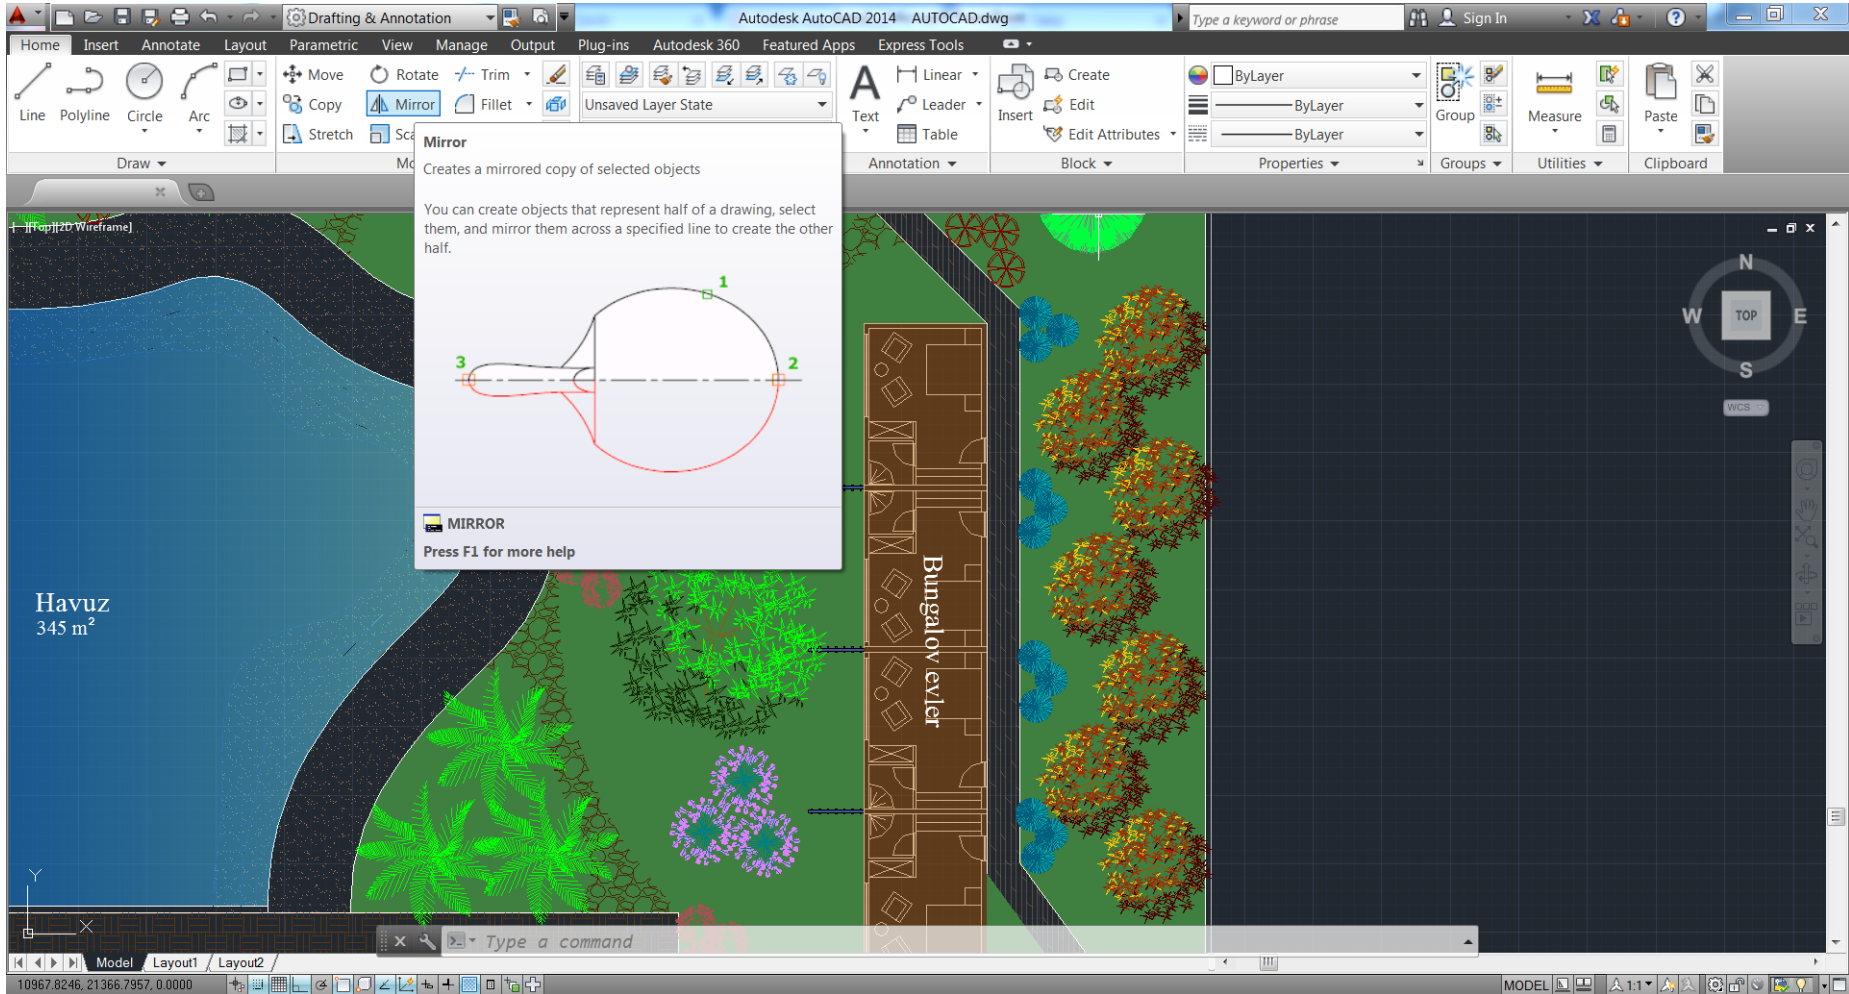 Drafting & Annotation
Autodesk AutoCAD 2014 AUTOCAD.dwg
Type a keyword or phrase
Sign In
Home Insert Annotate Layout Parametric View Manage Output Plug-ins Autodesk 360 Featured Apps Express Tools
Line
Polyline
Circle
Arc
Draw
Move
Rotate
Trim
Copy
Mirror
Fillet
Stretch
Unsaved Layer State
Text
Linear
Leader
Table
Annotation
Insert
Create
Edit
Edit Attributes
Block
ByLayer
ByLayer
ByLayer
Properties
Group
Groups
Measure
Utilities
Paste
Clipboard
Mirror
Creates a mirrored copy of selected objects
You can create objects that represent half of a drawing, select
them, and mirror them across a specified line to create the other
half.
1
2
3
MIRROR
Press F1 for more help
[Top][2D Wireframe]
N
W
TOP
E
S
WCS
Havuz
345 m²
Bungalov evler
Y
X
Type a command
Model Layout1 Layout2
10967.8246, 21366.7957, 0.0000
MODEL
1:1